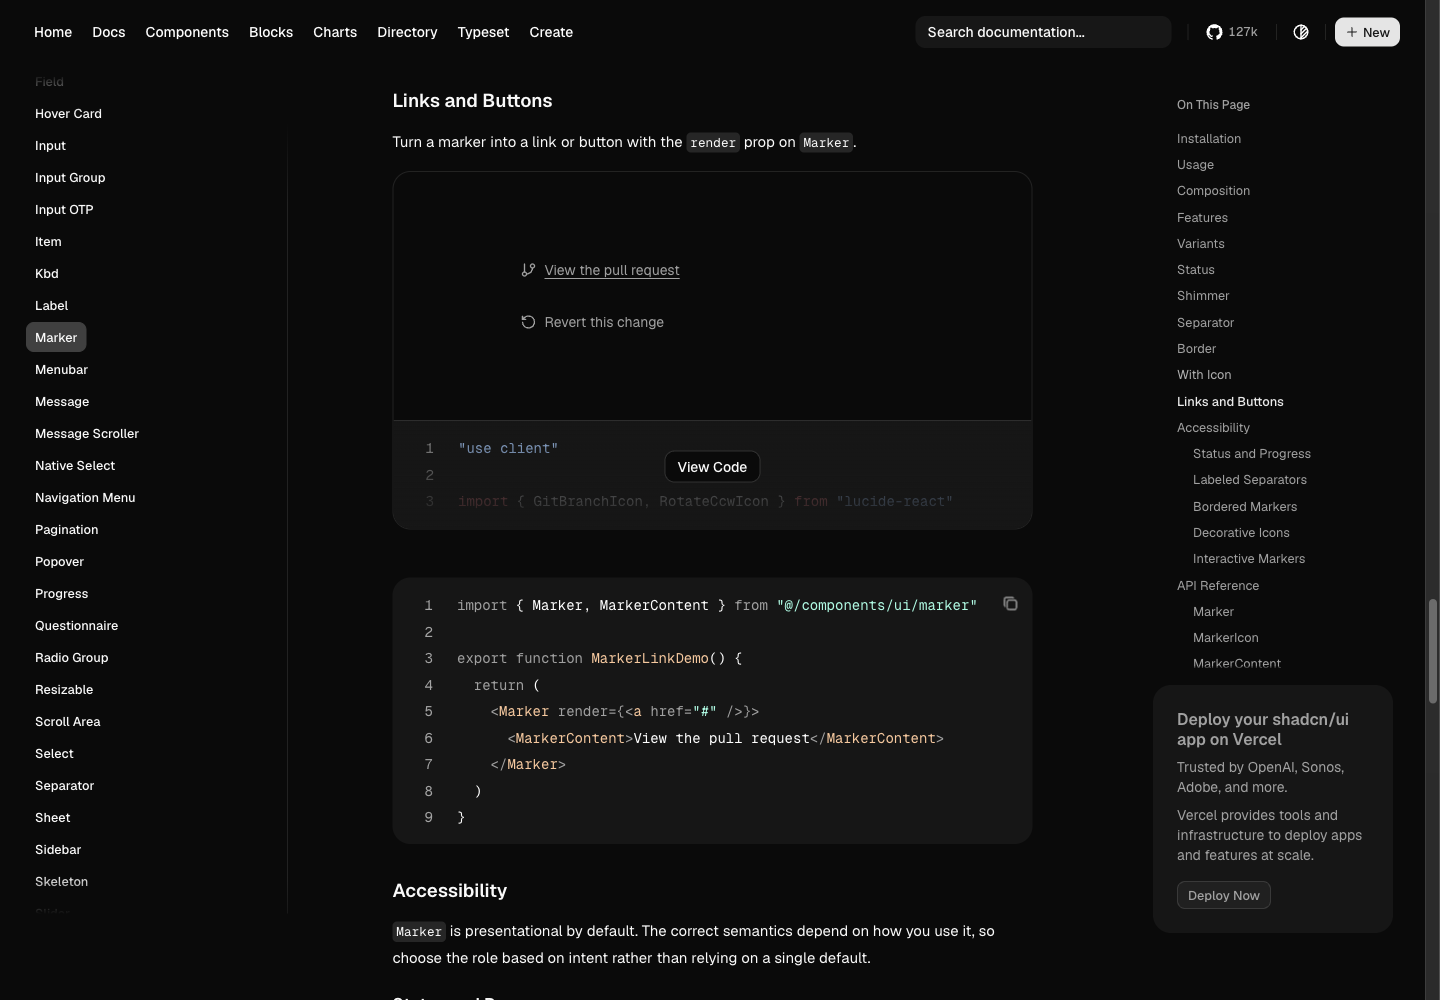 Home Docs Components Blocks Charts Directory Typeset Create
Search documentation...
127k
New
Field
Hover Card
Input
Input Group
Input OTP
Item
Kbd
Label
Marker
Menubar
Message
Message Scroller
Native Select
Navigation Menu
Pagination
Popover
Progress
Questionnaire
Radio Group
Resizable
Scroll Area
Select
Separator
Sheet
Sidebar
Skeleton
Slider
Links and Buttons
Turn a marker into a link or button with the render prop on Marker.
View the pull request
Revert this change
1 "use client"
2
3 import { GitBranchIcon, RotateCcwIcon } from "lucide-react"
View Code
1 import { Marker, MarkerContent } from "@/components/ui/marker"
2
3 export function MarkerLinkDemo() {
4 return (
5 <Marker render={<a href="#" />}>
6 <MarkerContent>View the pull request</MarkerContent>
7 </Marker>
8 )
9 }
Accessibility
Marker is presentational by default. The correct semantics depend on how you use it, so
choose the role based on intent rather than relying on a single default.
On This Page
Installation
Usage
Composition
Features
Variants
Status
Shimmer
Separator
Border
With Icon
Links and Buttons
Accessibility
Status and Progress
Labeled Separators
Bordered Markers
Decorative Icons
Interactive Markers
API Reference
Marker
MarkerIcon
MarkerContent
Deploy your shadcn/ui
app on Vercel
Trusted by OpenAI, Sonos,
Adobe, and more.
Vercel provides tools and
infrastructure to deploy apps
and features at scale.
Deploy Now